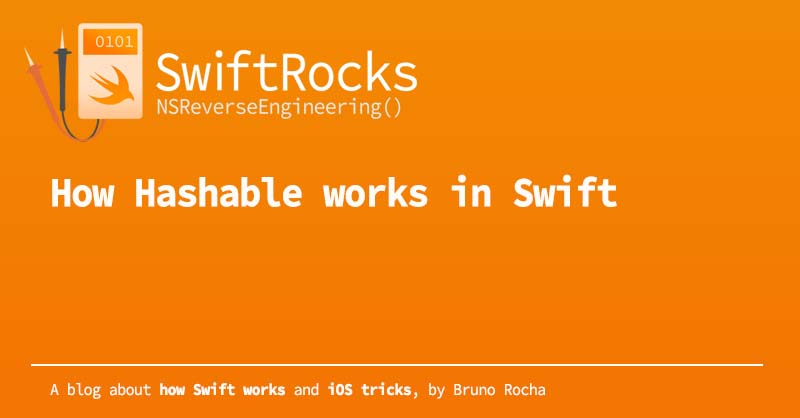 0101
SwiftRocks
NSReverseEngineering()
How Hashable works in Swift
A blog about how Swift works and iOS tricks, by Bruno Rocha